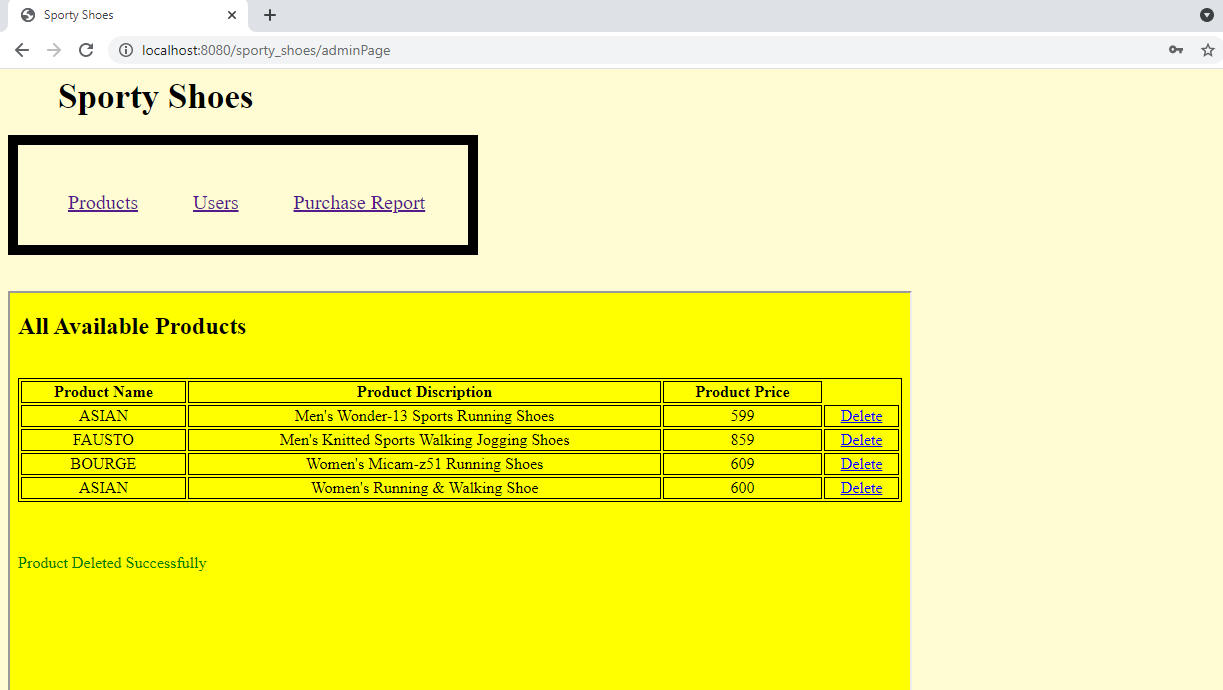 Sporty Shoes
localhost:8080/sporty_shoes/adminPage
Sporty Shoes
Products Users Purchase Report
All Available Products
Product Name Product Discription Product Price
ASIAN Men's Wonder-13 Sports Running Shoes 599 Delete
FAUSTO Men's Knitted Sports Walking Jogging Shoes 859 Delete
BOURGE Women's Micam-z51 Running Shoes 609 Delete
ASIAN Women's Running & Walking Shoe 600 Delete
Product Deleted Successfully